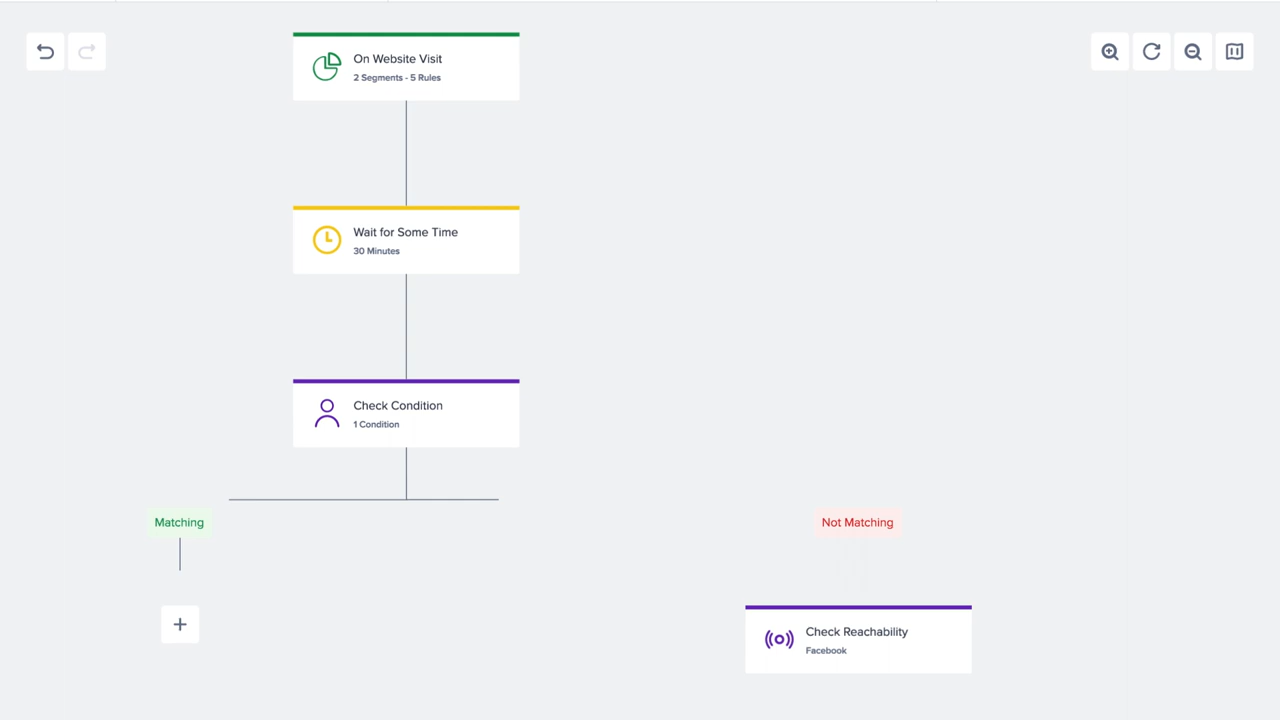 On Website Visit
2 Segments - 5 Rules
Wait for Some Time
30 Minutes
Check Condition
1 Condition
Matching
Not Matching
Check Reachability
Facebook